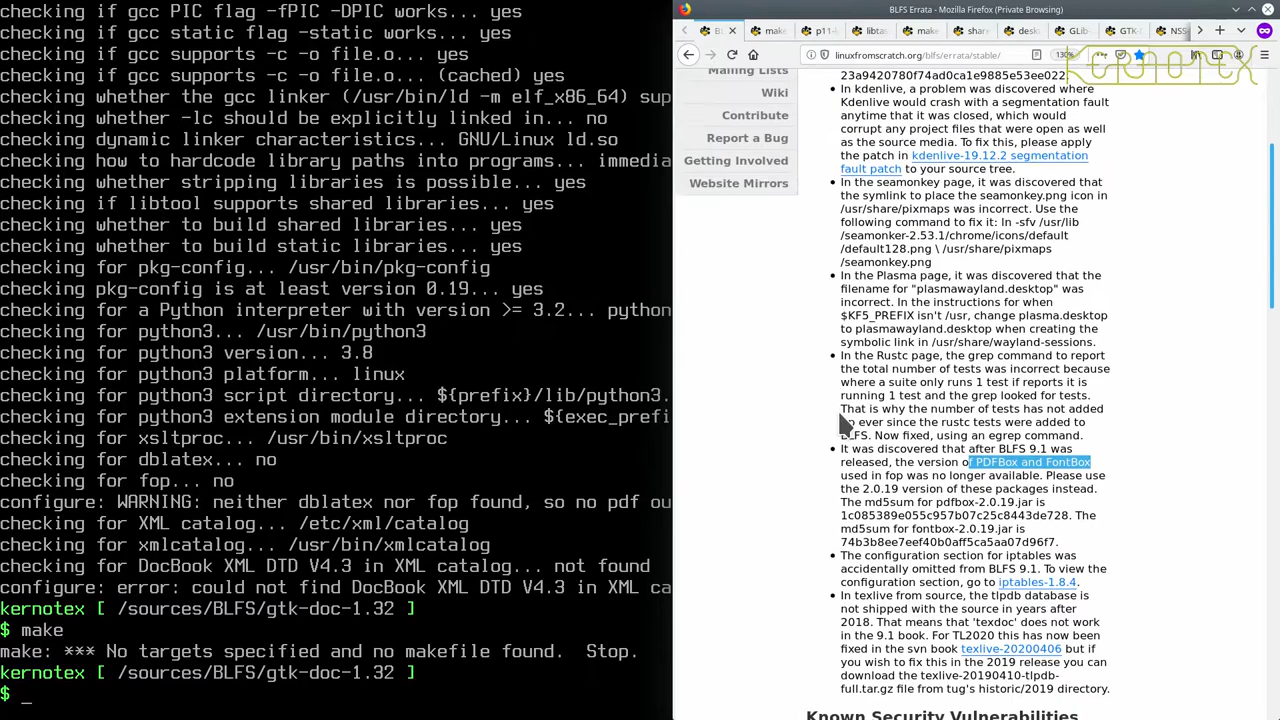 checking if gcc PIC flag -fPIC -DPIC works... yes
checking if gcc static flag -static works... yes
checking if gcc supports -c -o file.o... yes
checking if gcc supports -c -o file.o... (cached) yes
checking whether the gcc linker (/usr/bin/ld -m elf_x86_64) sup
checking whether -lc should be explicitly linked in... no
checking dynamic linker characteristics... GNU/Linux ld.so
checking how to hardcode library paths into programs... immedia
checking whether stripping libraries is possible... yes
checking if libtool supports shared libraries... yes
checking whether to build shared libraries... yes
checking whether to build static libraries... yes
checking for pkg-config... /usr/bin/pkg-config
checking pkg-config is at least version 0.19... yes
checking for a Python interpreter with version >= 3.2... python
checking for python3... /usr/bin/python3
checking for python3 version... 3.8
checking for python3 platform... linux
checking for python3 script directory... ${prefix}/lib/python3.
checking for python3 extension module directory... ${exec_prefi
checking for xsltproc... /usr/bin/xsltproc
checking for dblatex... no
checking for fop... no
configure: WARNING: neither dblatex nor fop found, so no pdf ou
checking for XML catalog... /etc/xml/catalog
checking for xmlcatalog... /usr/bin/xmlcatalog
checking for DocBook XML DTD V4.3 in XML catalog... not found
configure: error: could not find DocBook XML DTD V4.3 in XML ca
kernotex [ /sources/BLFS/gtk-doc-1.32 ]
$ make
make: *** No targets specified and no makefile found.  Stop.
kernotex [ /sources/BLFS/gtk-doc-1.32 ]
$ _
BLFS Errata - Mozilla Firefox (Private Browsing)
make
p11-
libtas
make
share
desk
GLib-
GTK-
NSS
linuxfromscratch.org/blfs/errata/stable/
130%
KERNOTEX
Mailing Lists
Wiki
Contribute
Report a Bug
Getting Involved
Website Mirrors
23a9420780f74ad0ca1e9885e53ee022
In kdenlive, a problem was discovered where
Kdenlive would crash with a segmentation fault
anytime that it was closed, which would
corrupt any project files that were open as well
as the source media. To fix this, please apply
the patch in kdenlive-19.12.2 segmentation
fault patch to your source tree.
In the seamonkey page, it was discovered that
the symlink to place the seamonkey.png icon in
/usr/share/pixmaps was incorrect. Use the
following command to fix it: ln -sfv /usr/lib
/seamonker-2.53.1/chrome/icons/default
/default128.png \ /usr/share/pixmaps
/seamonkey.png
In the Plasma page, it was discovered that the
filename for "plasmawayland.desktop" was
incorrect. In the instructions for when
$KF5_PREFIX isn't /usr, change plasma.desktop
to plasmawayland.desktop when creating the
symbolic link in /usr/share/wayland-sessions.
In the Rustc page, the grep command to report
the total number of tests was incorrect because
where a suite only runs 1 test if reports it is
running 1 test and the grep looked for tests.
That is why the number of tests has not added
ever since the rustc tests were added to
BLFS. Now fixed, using an egrep command.
It was discovered that after BLFS 9.1 was
released, the version of PDFBox and FontBox
used in fop was no longer available. Please use
the 2.0.19 version of these packages instead.
The md5sum for pdfbox-2.0.19.jar is
1c085389e055c957b07c25c8443de728. The
md5sum for fontbox-2.0.19.jar is
74b3b8ee7eef40b0aff5ca5aa07d96f7.
The configuration section for iptables was
accidentally omitted from BLFS 9.1. To view the
configuration section, go to iptables-1.8.4.
In texlive from source, the tlpdb database is
not shipped with the source in years after
2018. That means that 'texdoc' does not work
in the 9.1 book. For TL2020 this has now been
fixed in the svn book texlive-20200406 but if
you wish to fix this in the 2019 release you can
download the texlive-20190410-tlpdb-
full.tar.gz file from tug's historic/2019 directory.
Known Security Vulnerabilities